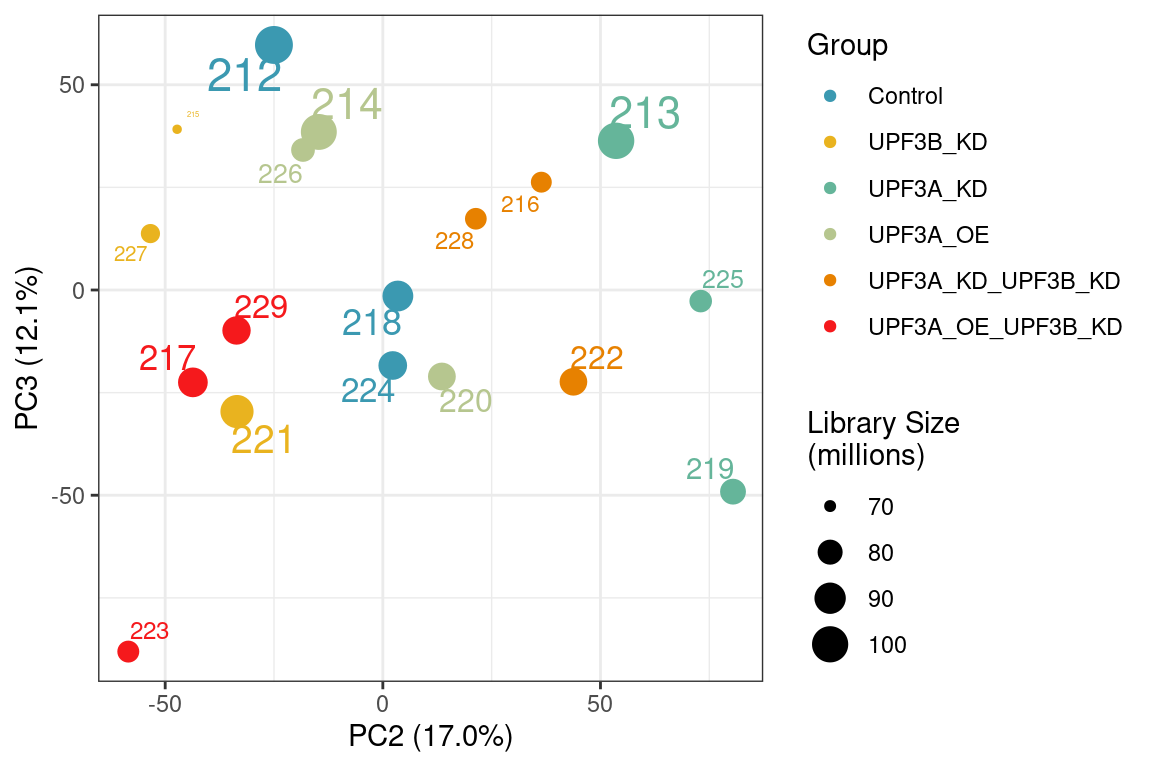 212
214
213
215
226
216
228
227
225
229
218
217
222
224
220
221
219
223
50
0
-50
-50
0
50
PC2 (17.0%)
PC3 (12.1%)
Group
Control
UPF3B_KD
UPF3A_KD
UPF3A_OE
UPF3A_KD_UPF3B_KD
UPF3A_OE_UPF3B_KD
Library Size
(millions)
70
80
90
100